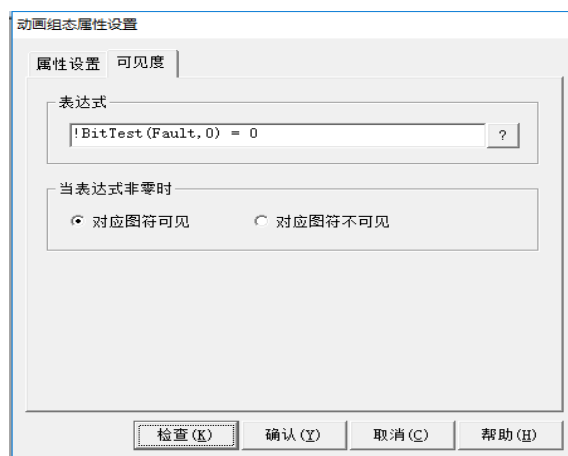 动画组态属性设置
属性设置 可见度
表达式
!BitTest(Fault,0) = 0 ?
当表达式非零时
对应图符可见 对应图符不可见
检查(K) 确认(Y) 取消(C) 帮助(H)